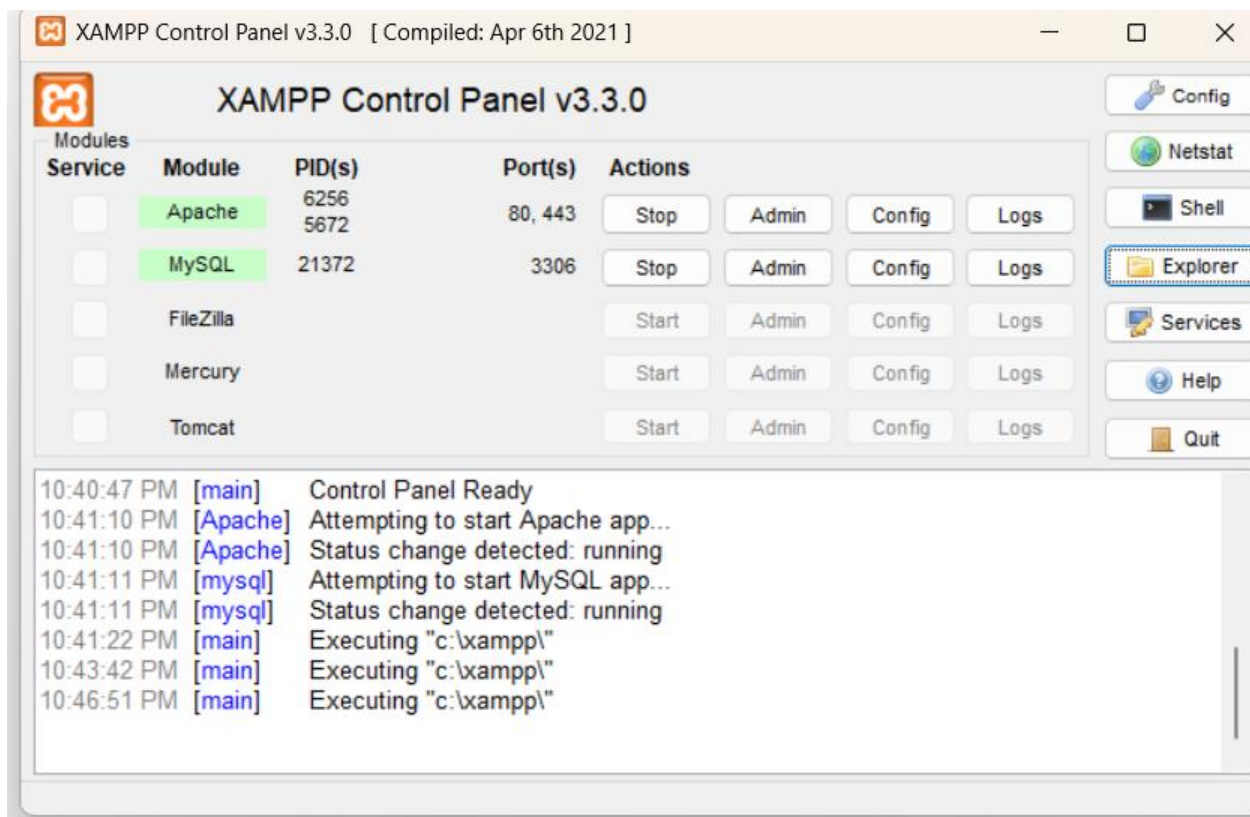 XAMPP Control Panel v3.3.0 [ Compiled: Apr 6th 2021 ]
XAMPP Control Panel v3.3.0
Config
Modules
Service Module PID(s) Port(s) Actions
Netstat
Apache 6256 5672 80, 443 Stop Admin Config Logs
Shell
MySQL 21372 3306 Stop Admin Config Logs
Explorer
FileZilla Start Admin Config Logs
Services
Mercury Start Admin Config Logs
Help
Tomcat Start Admin Config Logs
Quit
10:40:47 PM [main] Control Panel Ready
10:41:10 PM [Apache] Attempting to start Apache app...
10:41:10 PM [Apache] Status change detected: running
10:41:11 PM [mysql] Attempting to start MySQL app...
10:41:11 PM [mysql] Status change detected: running
10:41:22 PM [main] Executing "c:\xampp\"
10:43:42 PM [main] Executing "c:\xampp\"
10:46:51 PM [main] Executing "c:\xampp\"